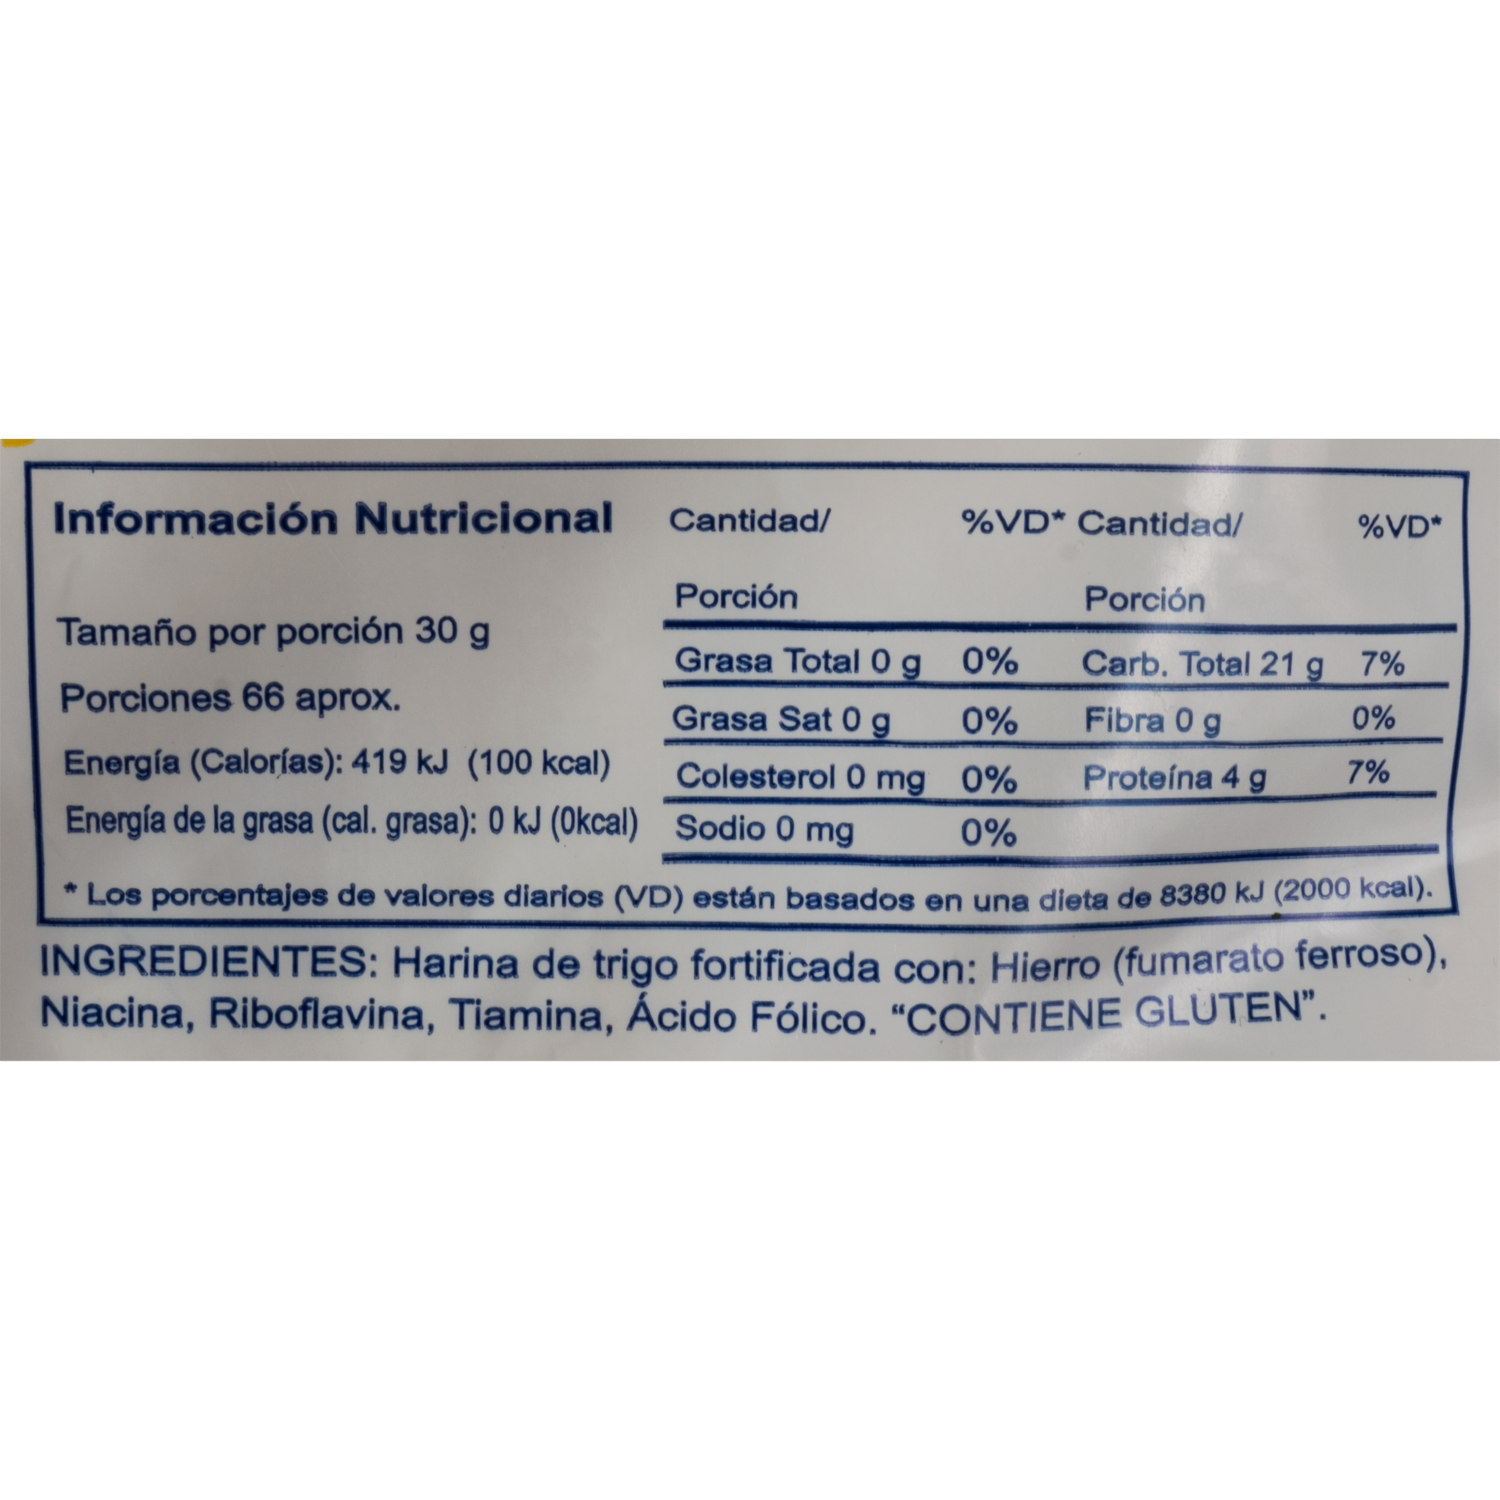 Información Nutricional
Tamaño por porción 30 g
Porciones 66 aprox.
Energía (Calorías): 419 kJ (100 kcal)
Energía de la grasa (cal. grasa): 0 kJ (0kcal)
Cantidad/ %VD* Cantidad/ %VD*
Porción Porción
Grasa Total 0 g 0% Carb. Total 21 g 7%
Grasa Sat 0 g 0% Fibra 0 g 0%
Colesterol 0 mg 0% Proteína 4 g 7%
Sodio 0 mg 0%
* Los porcentajes de valores diarios (VD) están basados en una dieta de 8380 kJ (2000 kcal).
INGREDIENTES: Harina de trigo fortificada con: Hierro (fumarato ferroso),
Niacina, Riboflavina, Tiamina, Ácido Fólico. “CONTIENE GLUTEN”.